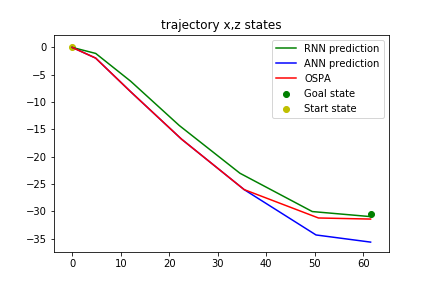 trajectory x,z states
RNN prediction
ANN prediction
OSPA
Goal state
Start state
0
−5
−10
−15
−20
−25
−30
−35
0 10 20 30 40 50 60